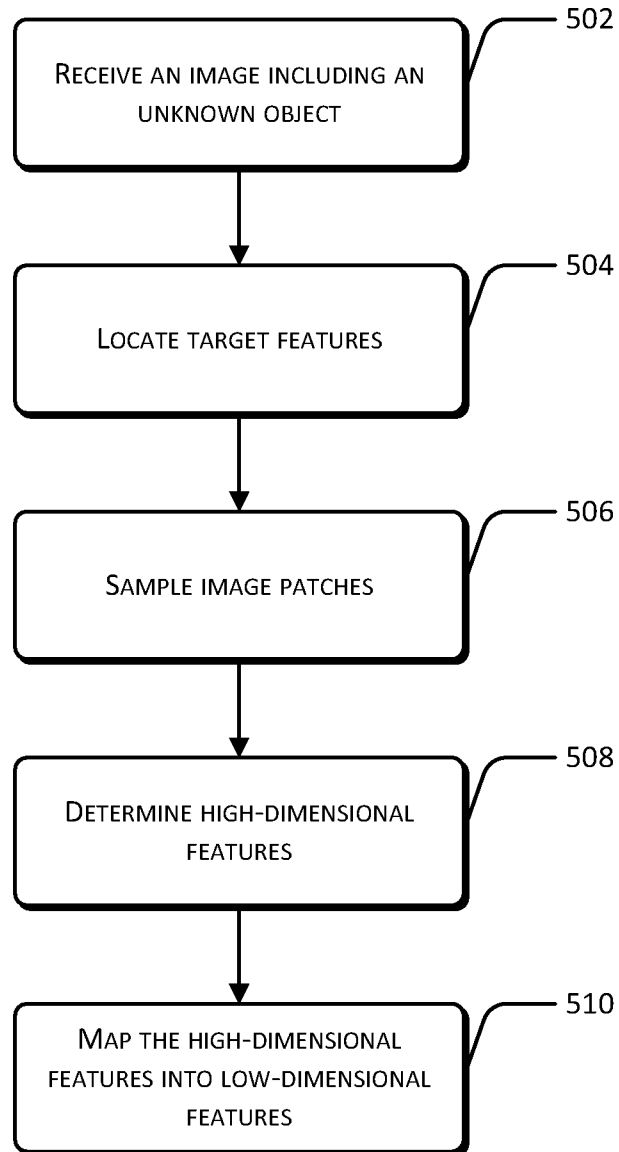 502
RECEIVE AN IMAGE INCLUDING AN
UNKNOWN OBJECT
504
LOCATE TARGET FEATURES
506
SAMPLE IMAGE PATCHES
508
DETERMINE HIGH-DIMENSIONAL
FEATURES
510
MAP THE HIGH-DIMENSIONAL
FEATURES INTO LOW-DIMENSIONAL
FEATURES